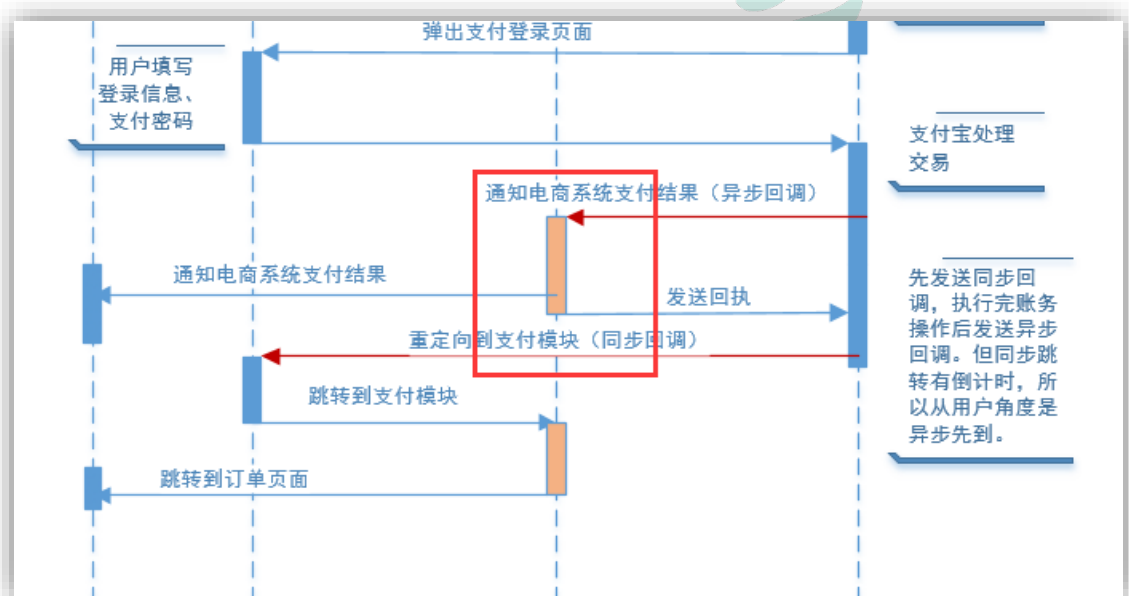 弹出支付登录页面
用户填写
登录信息、
支付密码
支付宝处理
交易
通知电商系统支付结果（异步回调）
通知电商系统支付结果
发送回执
先发送同步回
调，执行完账务
操作后发送异步
回调。但同步跳
转有倒计时，所
以从用户角度是
异步先到。
重定向到支付模块（同步回调）
跳转到支付模块
跳转到订单页面